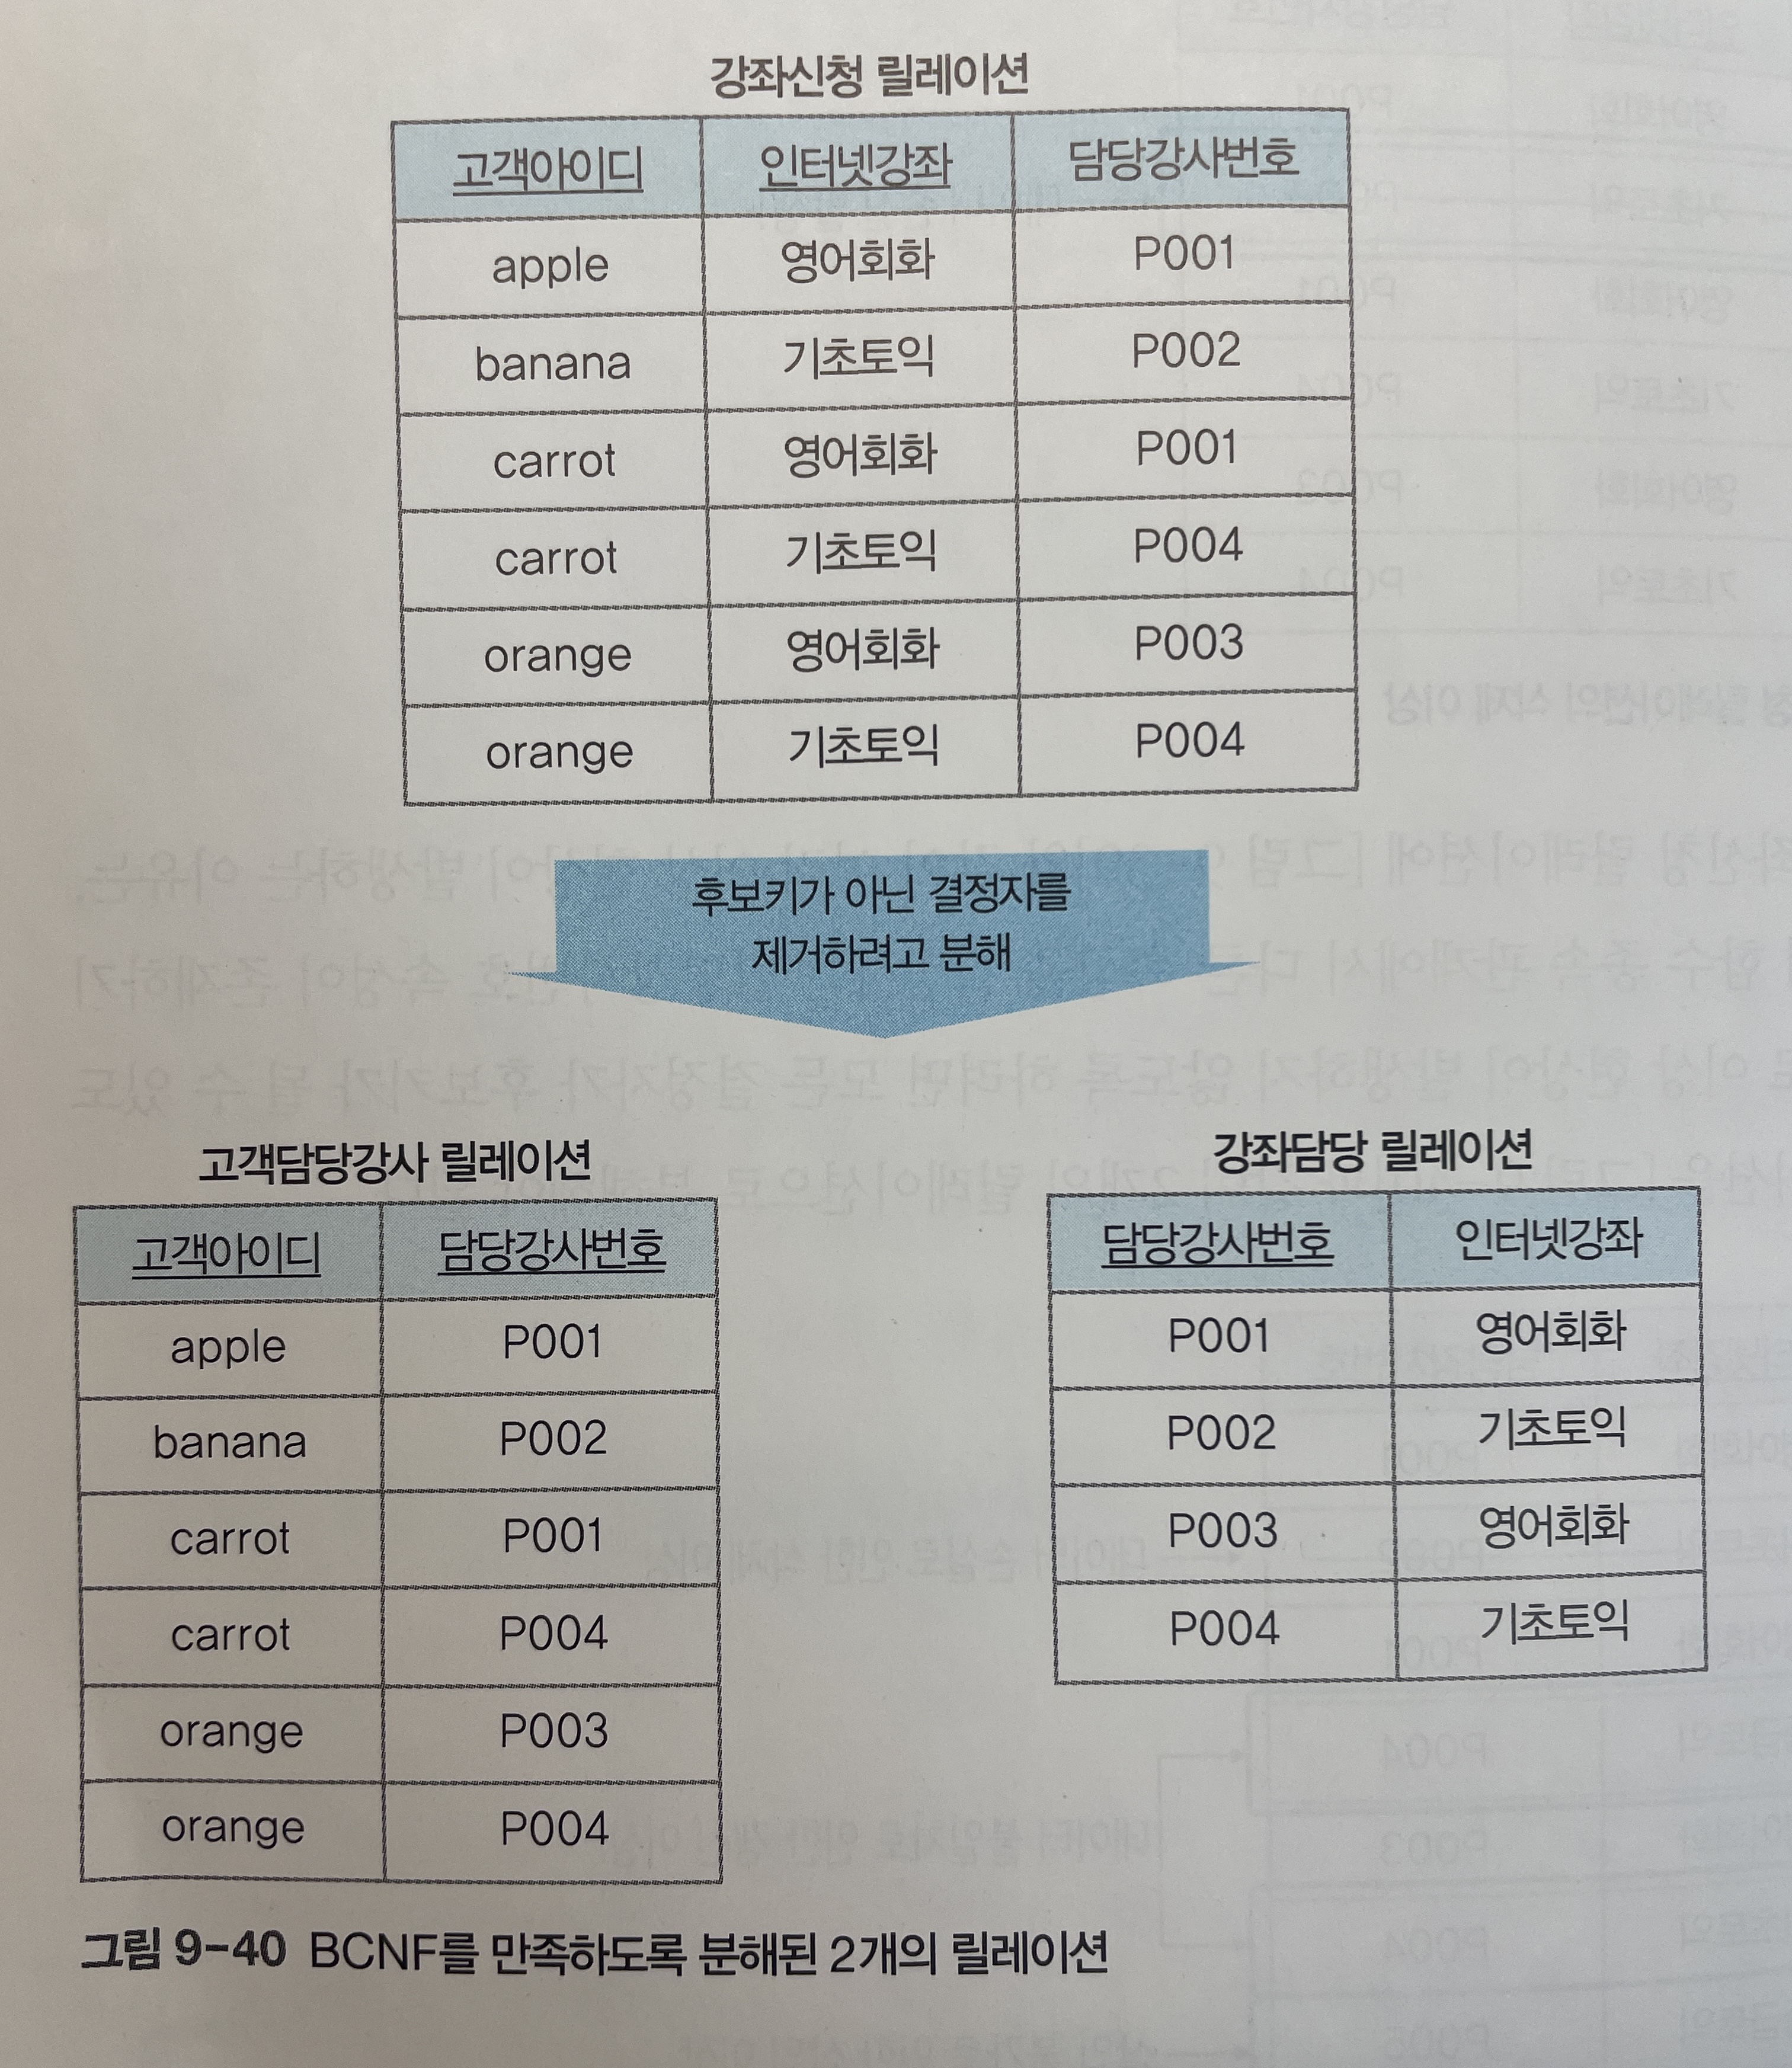 강좌신청 릴레이션
고객아이디 인터넷강좌 담당강사번호
apple 영어회화 P001
banana 기초토익 P002
carrot 영어회화 P001
carrot 기초토익 P004
orange 영어회화 P003
orange 기초토익 P004
후보키가 아닌 결정자를
제거하려고 분해
고객담당강사 릴레이션
고객아이디 담당강사번호
apple P001
banana P002
carrot P001
carrot P004
orange P003
orange P004
강좌담당 릴레이션
담당강사번호 인터넷강좌
P001 영어회화
P002 기초토익
P003 영어회화
P004 기초토익
그림 9-40 BCNF를 만족하도록 분해된 2개의 릴레이션